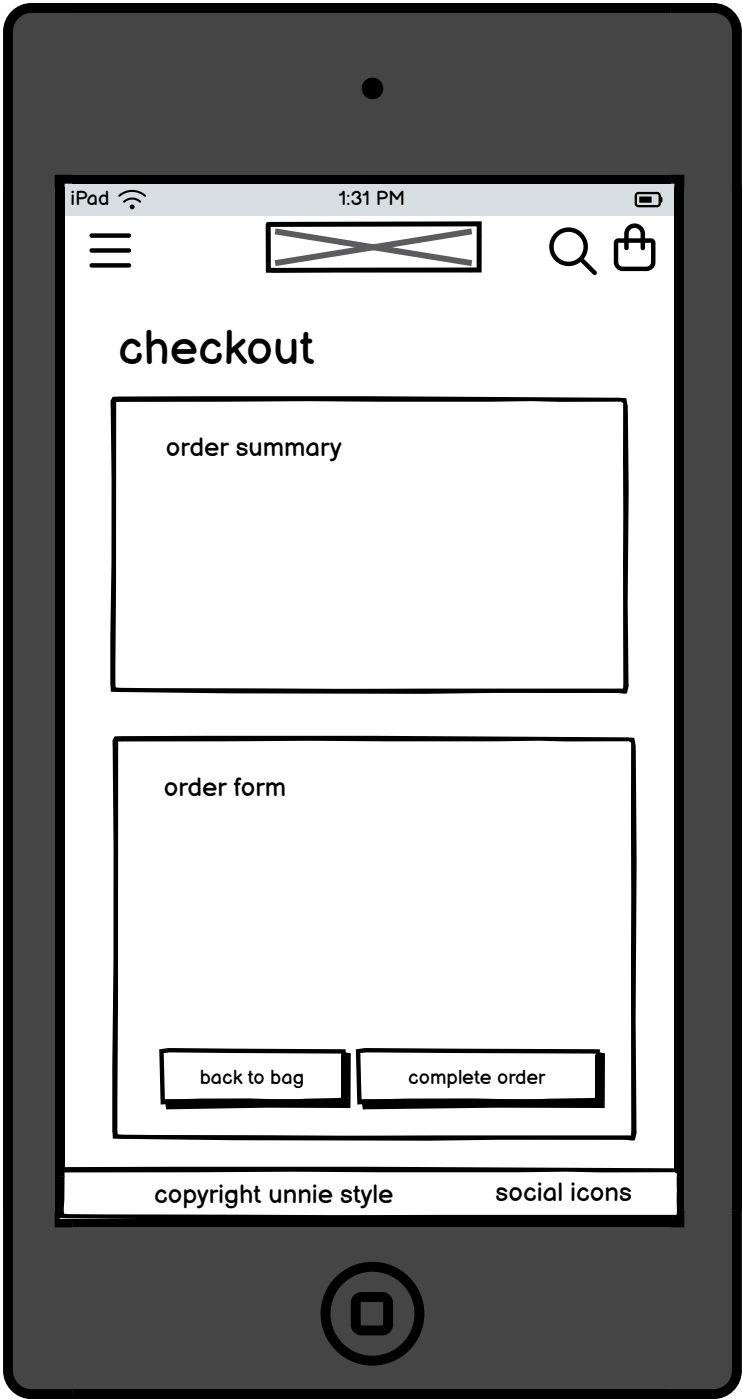 iPad 1:31 PM
checkout
order summary
order form
back to bag complete order
copyright unnie style social icons